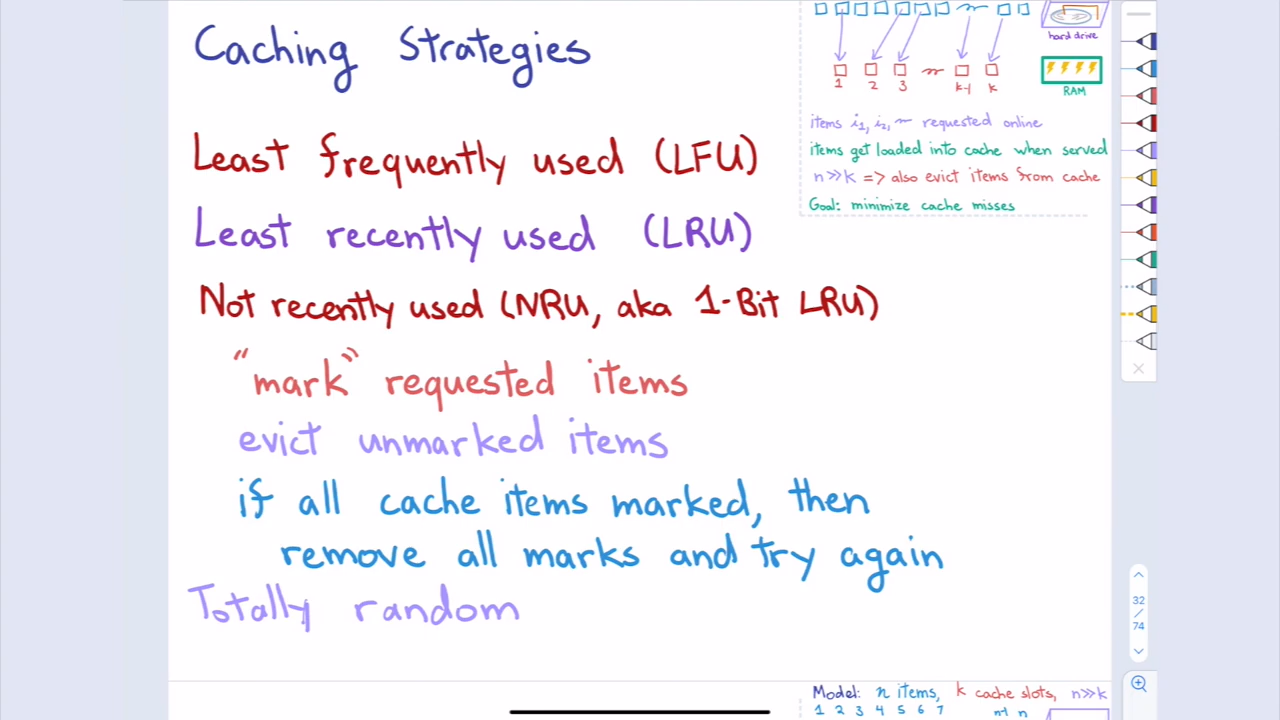 Caching Strategies
Least frequently used (LFU)
Least recently used (LRU)
Not recently used (NRU, aka 1-Bit LRU)
"mark" requested items
evict unmarked items
if all cache items marked, then
remove all marks and try again
Totally random
hard drive
1 2 3 k-1 k
RAM
items i₁, i₂, ~ requested online
items get loaded into cache when served
n≫k => also evict items from cache
Goal: minimize cache misses
32
/
74
Model: n items, k cache slots, n≫k
1 2 3 4 5 6 7 n-1 n